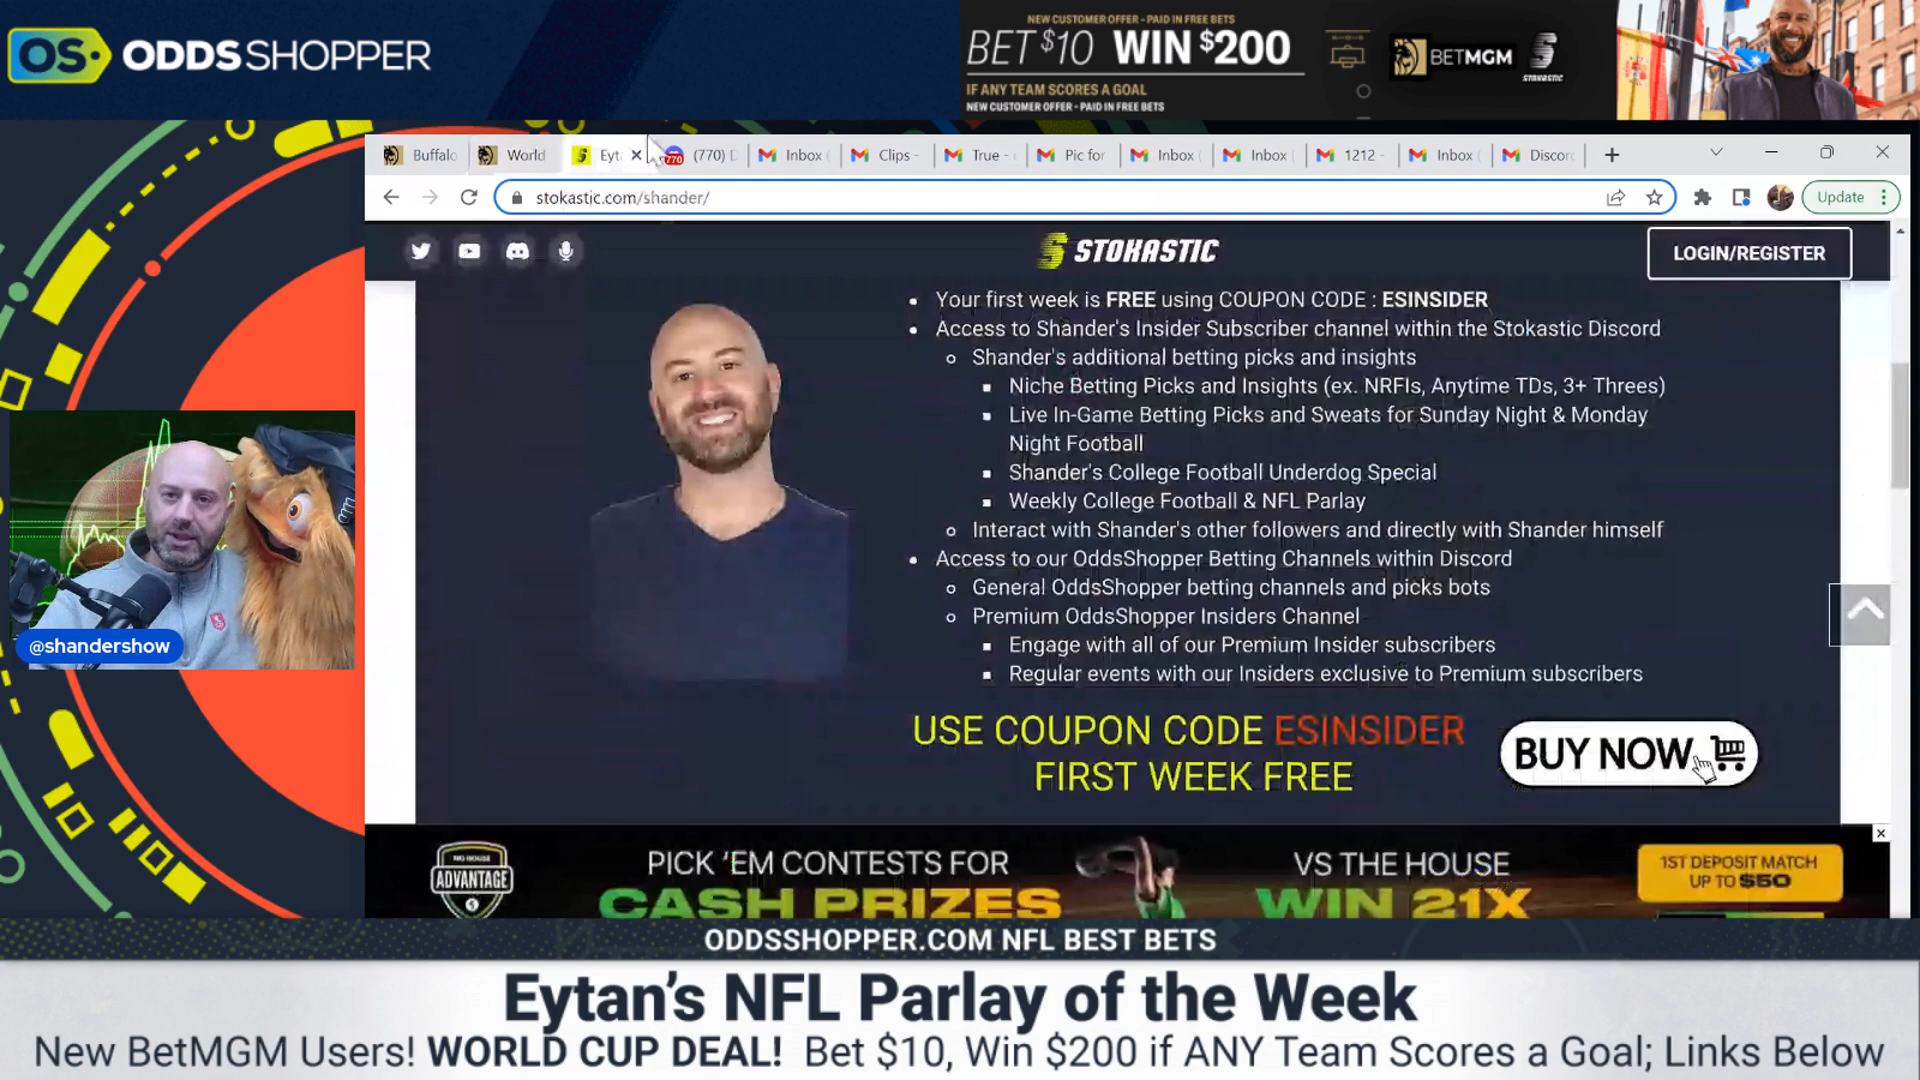 OS
ODDSSHOPPER
NEW CUSTOMER OFFER - PAID IN FREE BETS
BET $10 WIN $200
IF ANY TEAM SCORES A GOAL
NEW CUSTOMER OFFER - PAID IN FREE BETS
BETMGM
STOKASTIC
Buffalo
World
Eyt
770
(770) D
Inbox (
Clips -
True -
Pic for
Inbox (
Inbox (
1212 -
Inbox (
Discor
stokastic.com/shander/
Update
STOKASTIC
LOGIN/REGISTER
Your first week is FREE using COUPON CODE : ESINSIDER
Access to Shander's Insider Subscriber channel within the Stokastic Discord
Shander's additional betting picks and insights
Niche Betting Picks and Insights (ex. NRFIs, Anytime TDs, 3+ Threes)
Live In-Game Betting Picks and Sweats for Sunday Night & Monday
Night Football
Shander's College Football Underdog Special
Weekly College Football & NFL Parlay
Interact with Shander's other followers and directly with Shander himself
Access to our OddsShopper Betting Channels within Discord
General OddsShopper betting channels and picks bots
Premium OddsShopper Insiders Channel
Engage with all of our Premium Insider subscribers
Regular events with our Insiders exclusive to Premium subscribers
USE COUPON CODE ESINSIDER
FIRST WEEK FREE
BUY NOW
@shandershow
NO HOUSE
ADVANTAGE
PICK 'EM CONTESTS FOR
CASH PRIZES
VS THE HOUSE
WIN 21X
1ST DEPOSIT MATCH
UP TO $50
ODDSSHOPPER.COM NFL BEST BETS
Eytan's NFL Parlay of the Week
New BetMGM Users! WORLD CUP DEAL! Bet $10, Win $200 if ANY Team Scores a Goal; Links Below